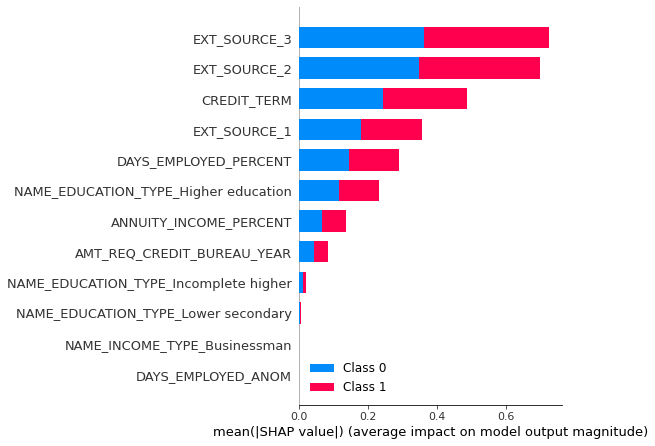 EXT_SOURCE_3
EXT_SOURCE_2
CREDIT_TERM
EXT_SOURCE_1
DAYS_EMPLOYED_PERCENT
NAME_EDUCATION_TYPE_Higher education
ANNUITY_INCOME_PERCENT
AMT_REQ_CREDIT_BUREAU_YEAR
NAME_EDUCATION_TYPE_Incomplete higher
NAME_EDUCATION_TYPE_Lower secondary
NAME_INCOME_TYPE_Businessman
DAYS_EMPLOYED_ANOM
Class 0
Class 1
0.0 0.2 0.4 0.6
mean(|SHAP value|) (average impact on model output magnitude)